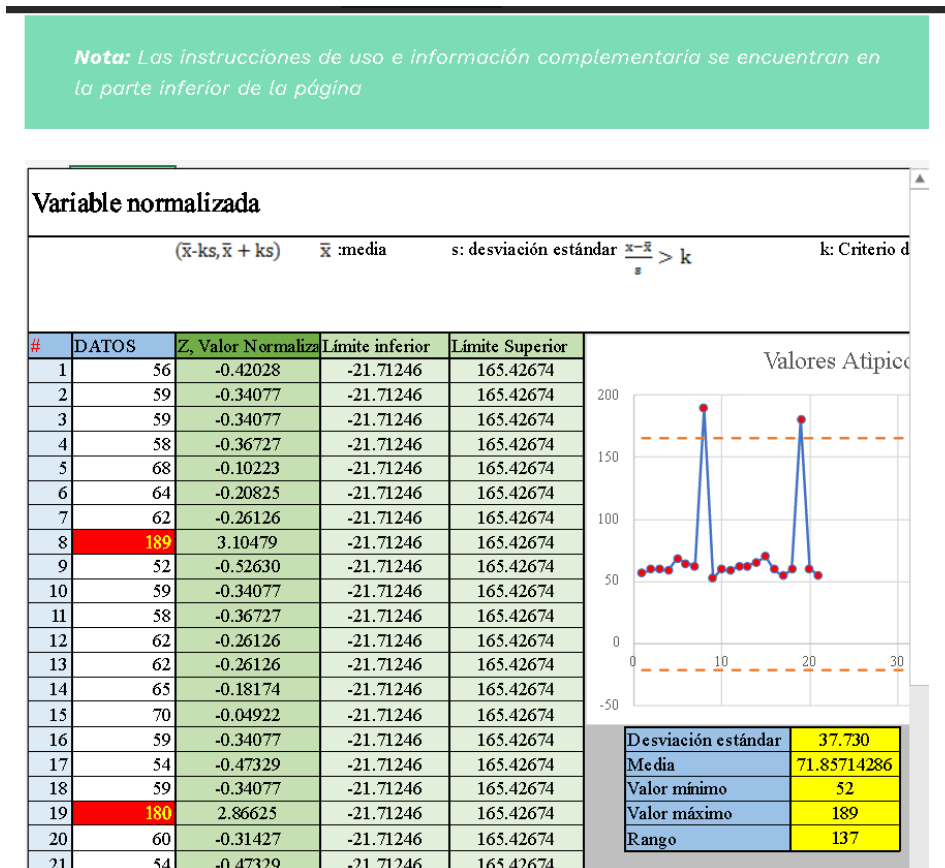 Nota: Las instrucciones de uso e información complementaria se encuentran en
la parte inferior de la página
Variable normalizada
(x̄-ks, x̄ + ks) x̄ :media s: desviación estándar (x−x̄)/s > k k: Criterio d
# DATOS Z, Valor Normaliza Límite inferior Límite Superior
1 56 -0.42028 -21.71246 165.42674
2 59 -0.34077 -21.71246 165.42674
3 59 -0.34077 -21.71246 165.42674
4 58 -0.36727 -21.71246 165.42674
5 68 -0.10223 -21.71246 165.42674
6 64 -0.20825 -21.71246 165.42674
7 62 -0.26126 -21.71246 165.42674
8 189 3.10479 -21.71246 165.42674
9 52 -0.52630 -21.71246 165.42674
10 59 -0.34077 -21.71246 165.42674
11 58 -0.36727 -21.71246 165.42674
12 62 -0.26126 -21.71246 165.42674
13 62 -0.26126 -21.71246 165.42674
14 65 -0.18174 -21.71246 165.42674
15 70 -0.04922 -21.71246 165.42674
16 59 -0.34077 -21.71246 165.42674
17 54 -0.47329 -21.71246 165.42674
18 59 -0.34077 -21.71246 165.42674
19 180 2.86625 -21.71246 165.42674
20 60 -0.31427 -21.71246 165.42674
21 54 -0.47329 -21.71246 165.42674
Valores Atípico
200
150
100
50
0
-50
0 10 20 30
Desviación estándar 37.730
Media 71.85714286
Valor mínimo 52
Valor máximo 189
Rango 137